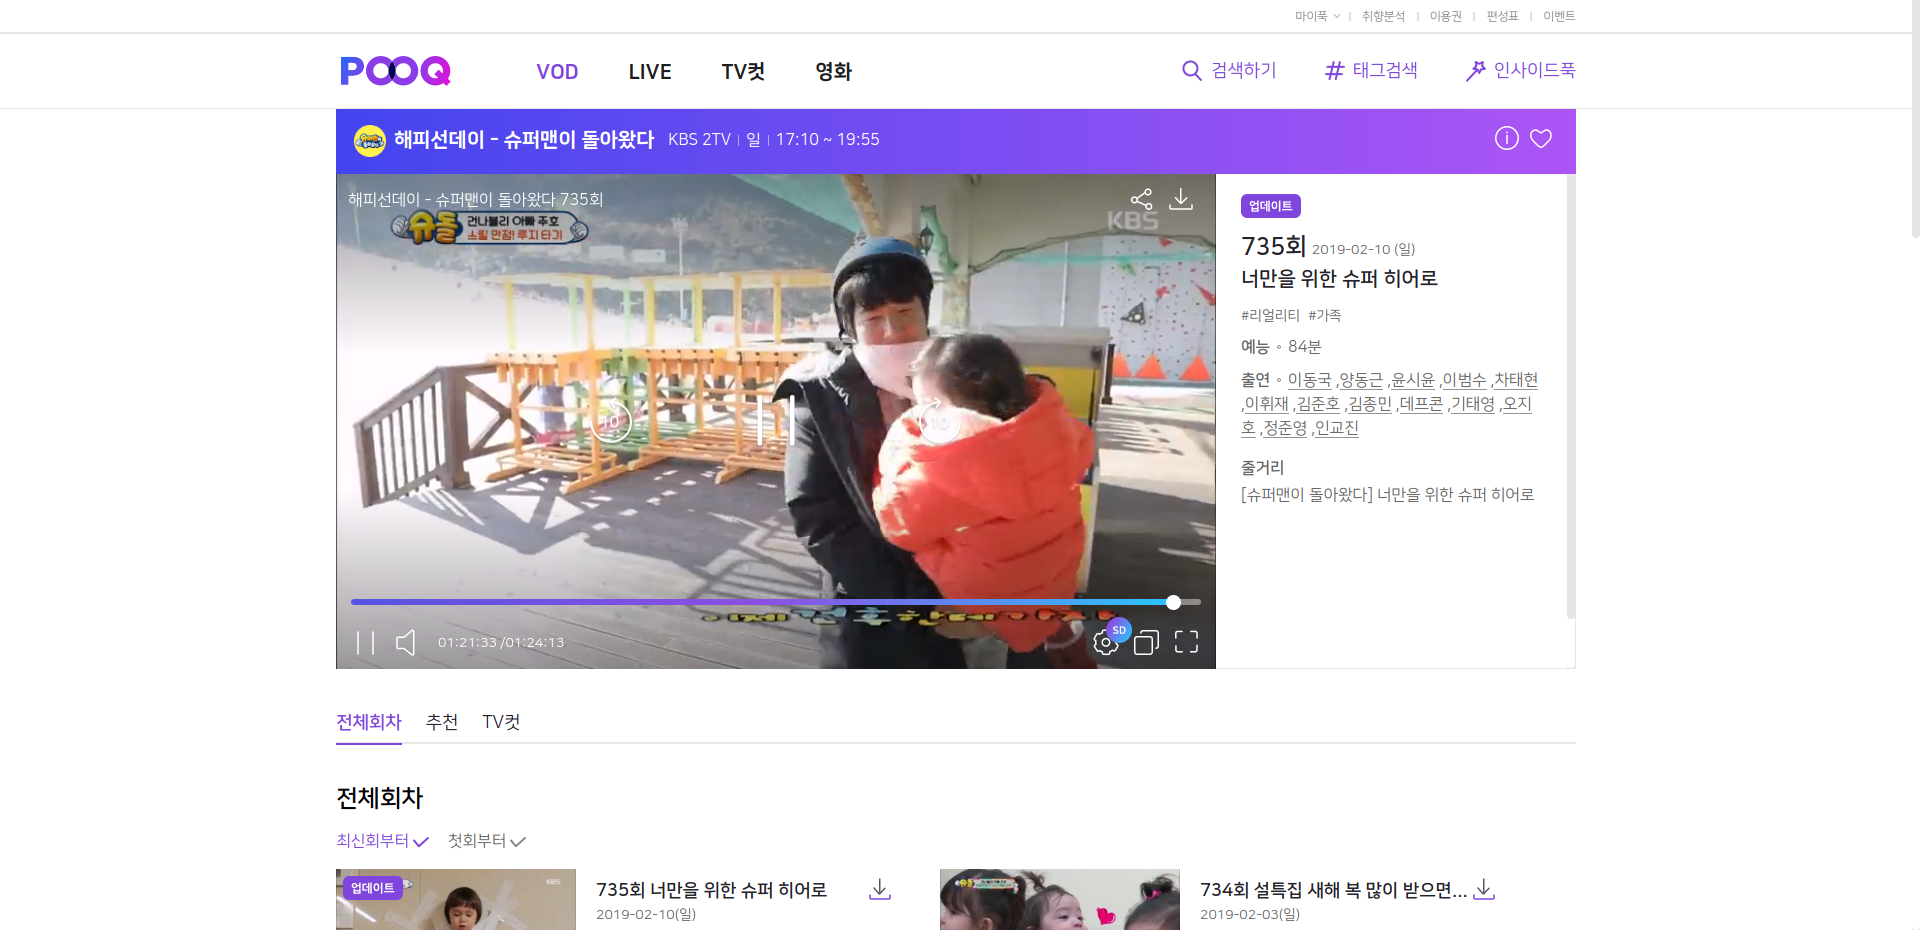 마이푹 취향분석 이용권 편성표 이벤트
POOQ VOD LIVE TV컷 영화 검색하기 태그검색 인사이드푹
해피선데이 - 슈퍼맨이 돌아왔다 KBS 2TV 일 17:10 ~ 19:55
해피선데이 - 슈퍼맨이 돌아왔다 735회
슈돌 건나블리 아빠 주호
스릴 만점! 루지 타기
KBS
10 10
01:21:33 /01:24:13 SD
업데이트
735회 2019-02-10 (일)
너만을 위한 슈퍼 히어로
#리얼리티 #가족
예능 84분
출연 이동국 ,양동근 ,윤시윤 ,이범수 ,차태현
,이휘재 ,김준호 ,김종민 ,데프콘 ,기태영 ,오지
호 ,정준영 ,인교진
줄거리
[슈퍼맨이 돌아왔다] 너만을 위한 슈퍼 히어로
전체회차 추천 TV컷
전체회차
최신회부터 첫회부터
업데이트 KBS
735회 너만을 위한 슈퍼 히어로
2019-02-10(일)
슈돌
734회 설특집 새해 복 많이 받으면...
2019-02-03(일)